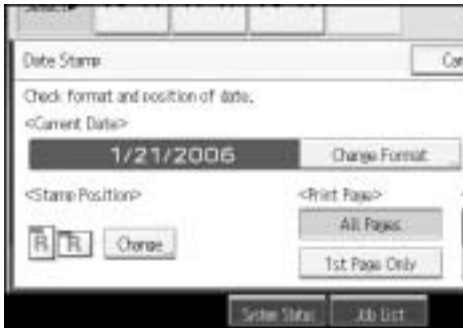 Date Stamp
Check format and position of date.
<Current Date>
1/21/2006 Change Format
<Stamp Position> <Print Page>
All Pages
R R Change
1st Page Only
System Status Job List